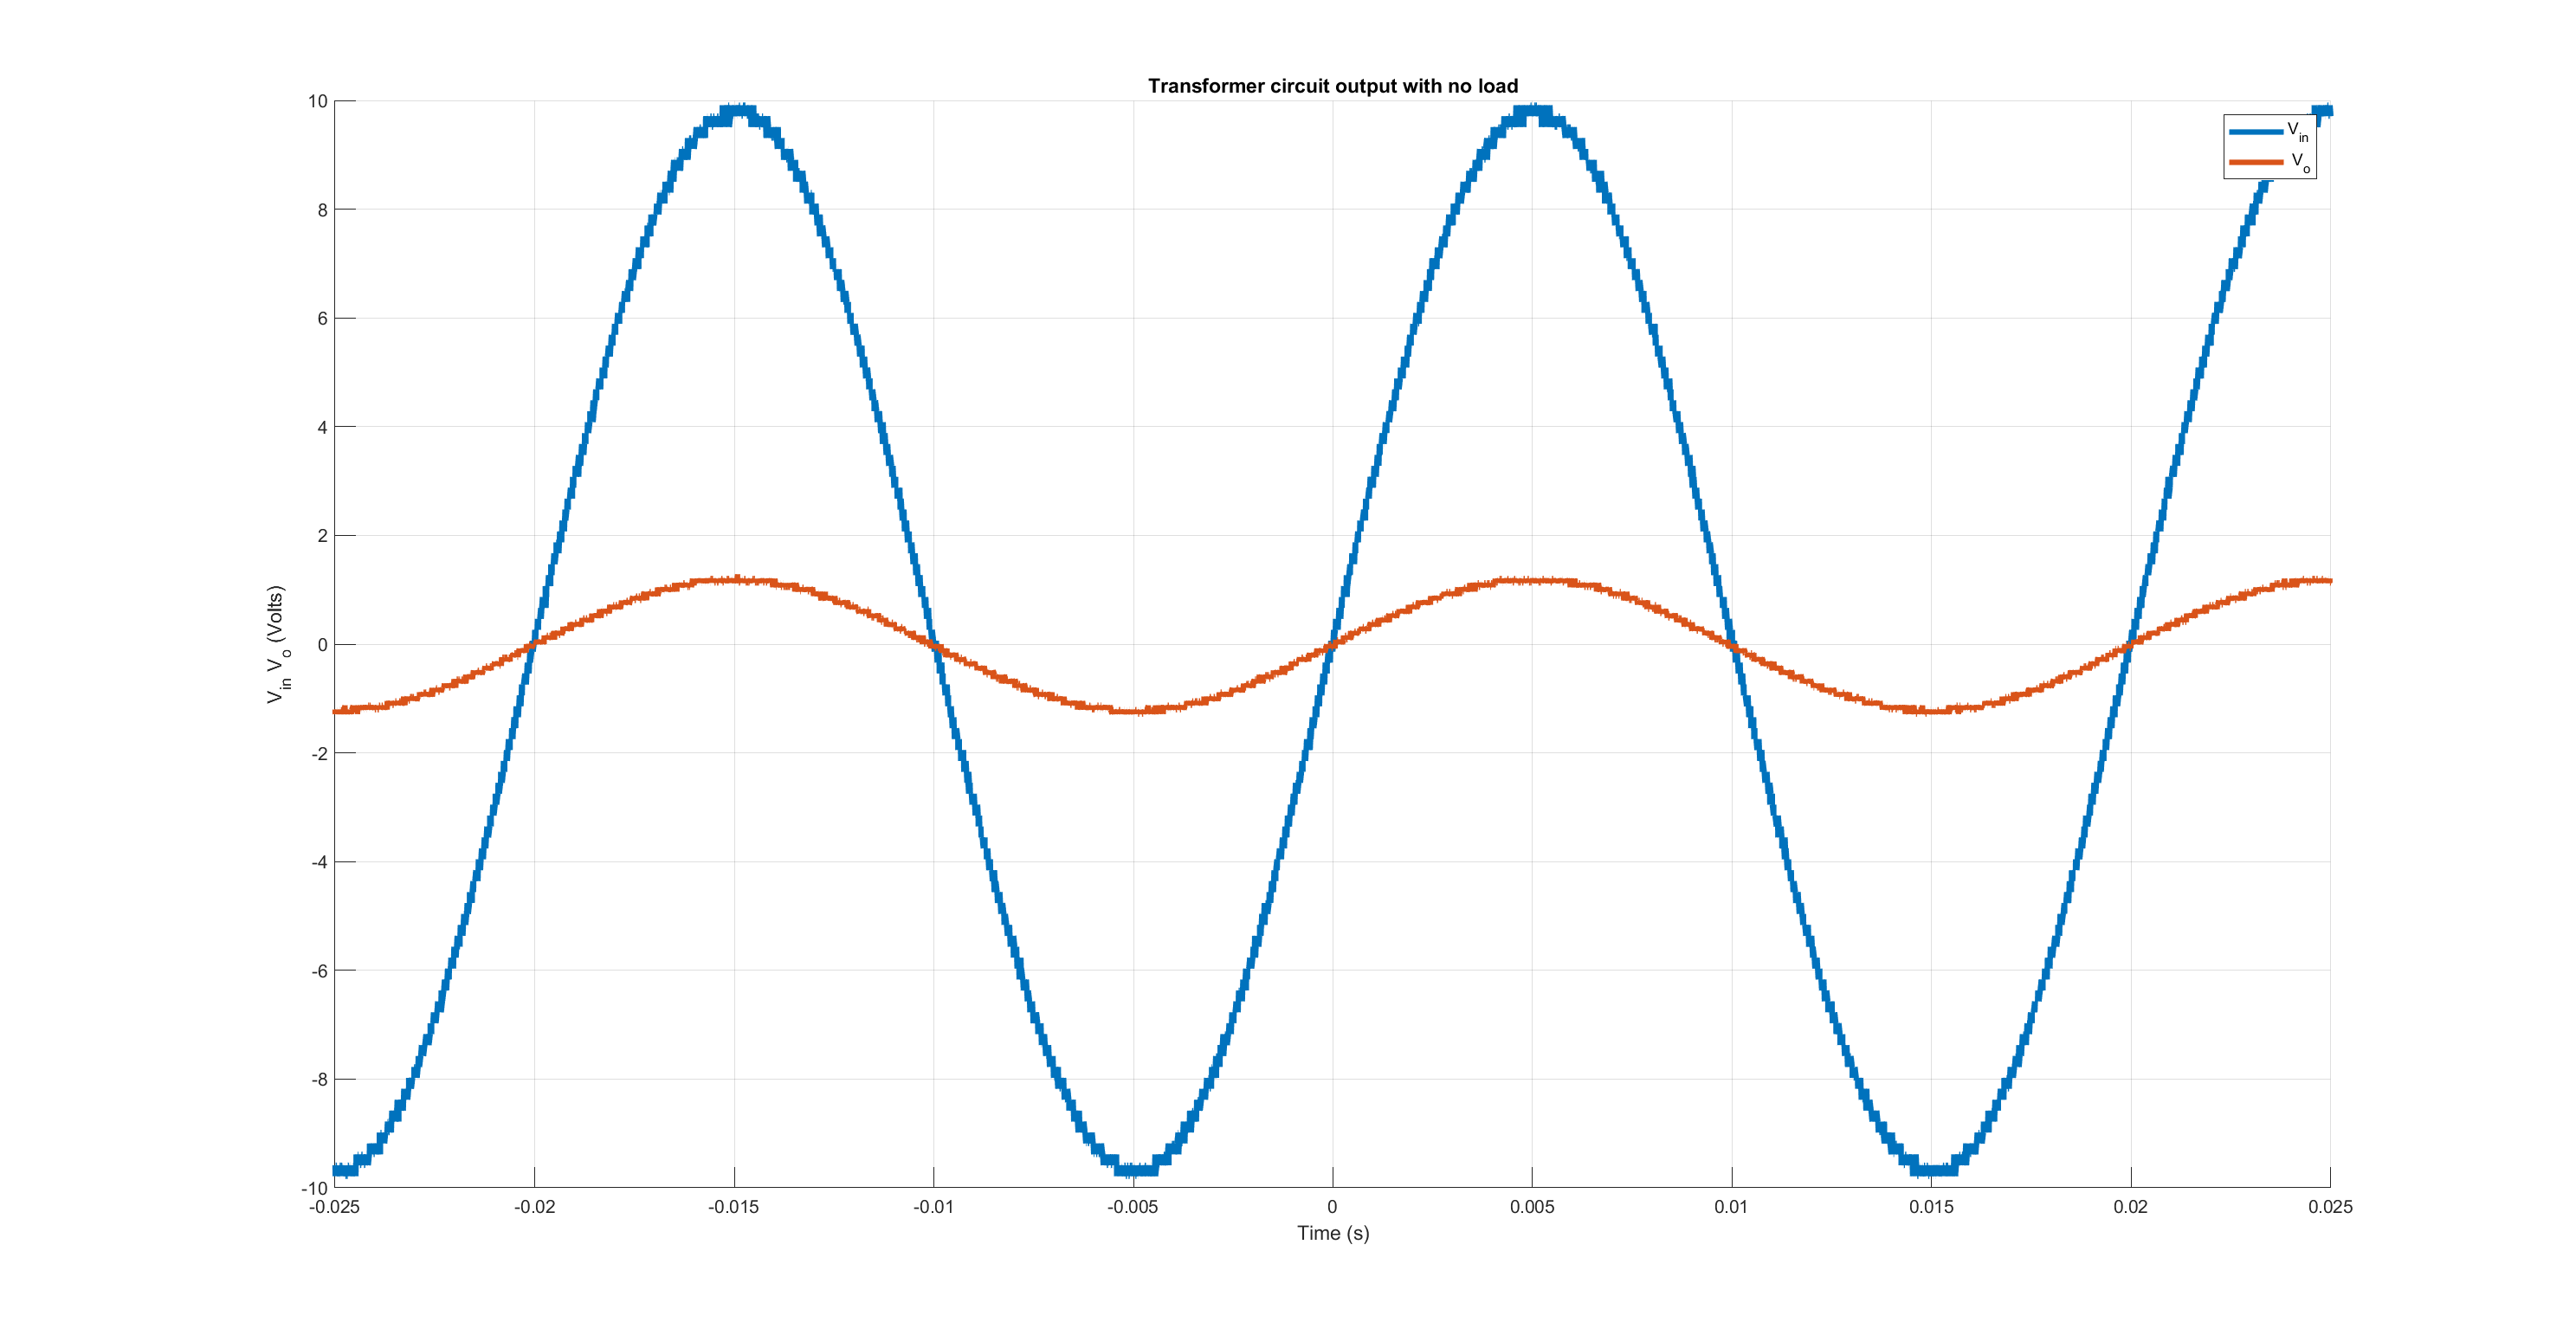 Transformer circuit output with no load
10
8
6
4
2
0
-2
-4
-6
-8
-10
V_in V_o (Volts)
V_in
V_o
-0.025 -0.02 -0.015 -0.01 -0.005 0 0.005 0.01 0.015 0.02 0.025
Time (s)